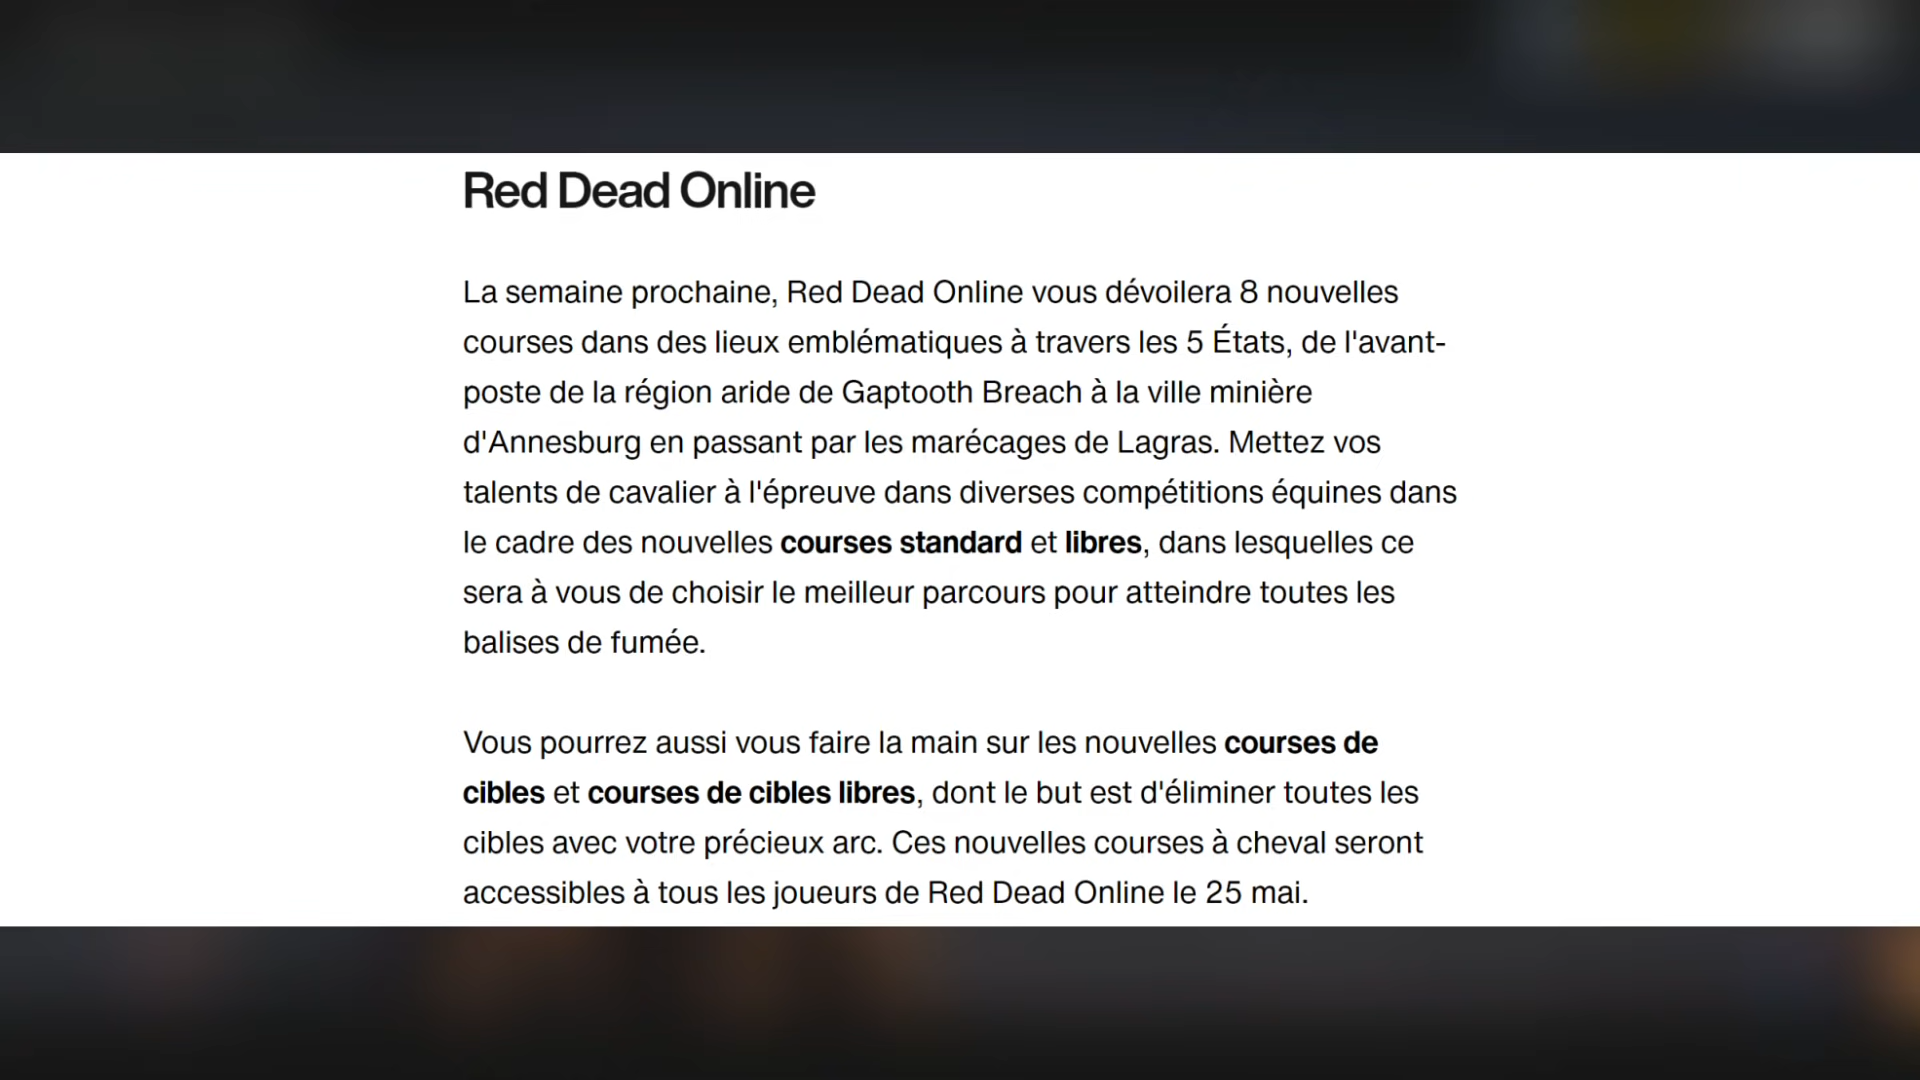 Red Dead Online
La semaine prochaine, Red Dead Online vous dévoilera 8 nouvelles
courses dans des lieux emblématiques à travers les 5 États, de l'avant-
poste de la région aride de Gaptooth Breach à la ville minière
d'Annesburg en passant par les marécages de Lagras. Mettez vos
talents de cavalier à l'épreuve dans diverses compétitions équines dans
le cadre des nouvelles courses standard et libres, dans lesquelles ce
sera à vous de choisir le meilleur parcours pour atteindre toutes les
balises de fumée.
Vous pourrez aussi vous faire la main sur les nouvelles courses de
cibles et courses de cibles libres, dont le but est d'éliminer toutes les
cibles avec votre précieux arc. Ces nouvelles courses à cheval seront
accessibles à tous les joueurs de Red Dead Online le 25 mai.